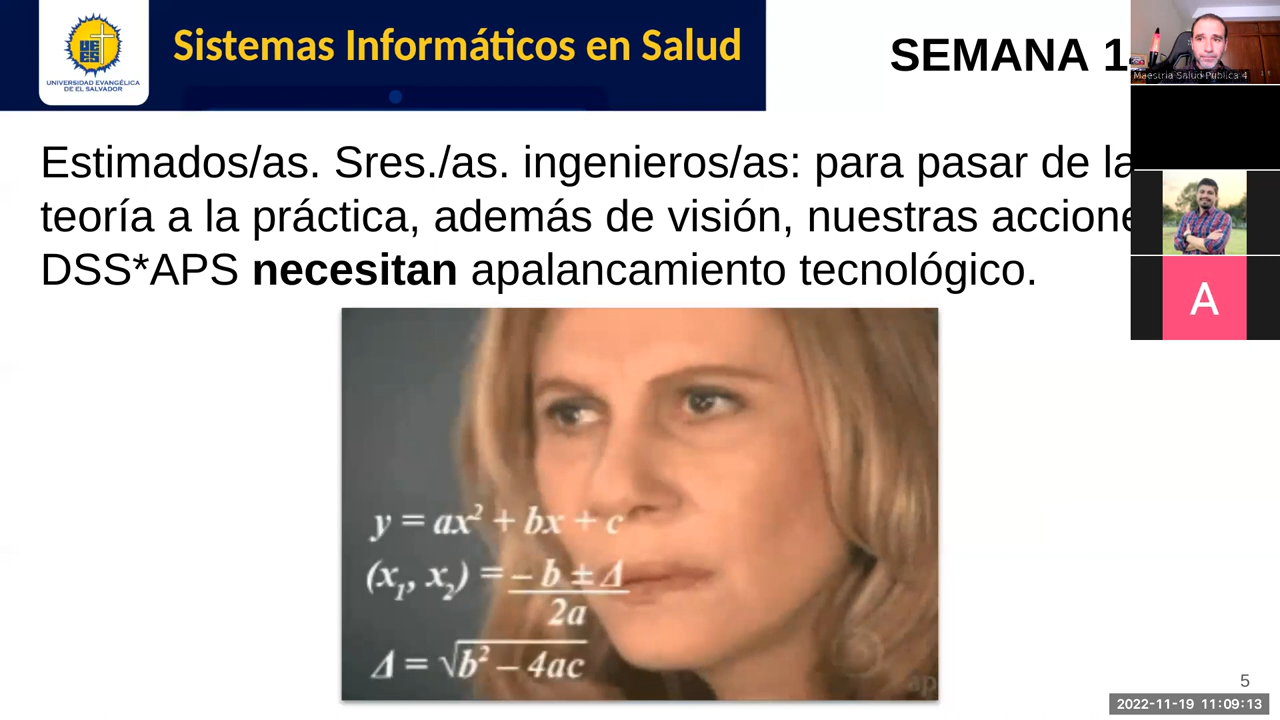 UNIVERSIDAD EVANGÉLICA
DE EL SALVADOR
Sistemas Informáticos en Salud
SEMANA 1
Maestria Salud Publica 4
Estimados/as. Sres./as. ingenieros/as: para pasar de la
teoría a la práctica, además de visión, nuestras accione
DSS*APS necesitan apalancamiento tecnológico.
A
y = ax² + bx + c
(x₁, x₂) = −b ± Δ
2a
Δ = √b² − 4ac
5
2022-11-19 11:09:13